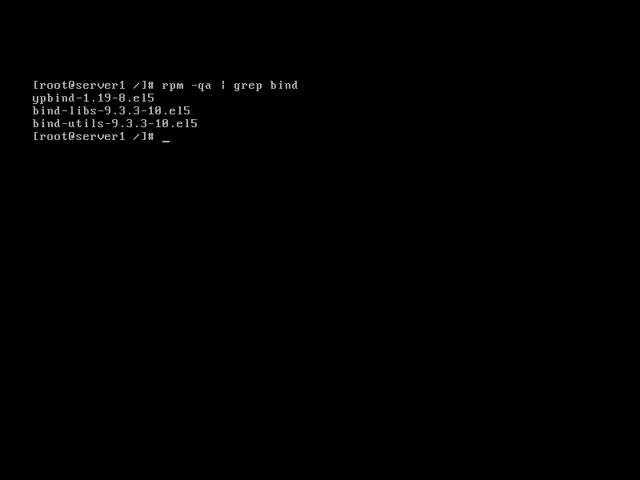 [root@server1 /]# rpm -qa | grep bind
ypbind-1.19-8.el5
bind-libs-9.3.3-10.el5
bind-utils-9.3.3-10.el5
[root@server1 /]# _